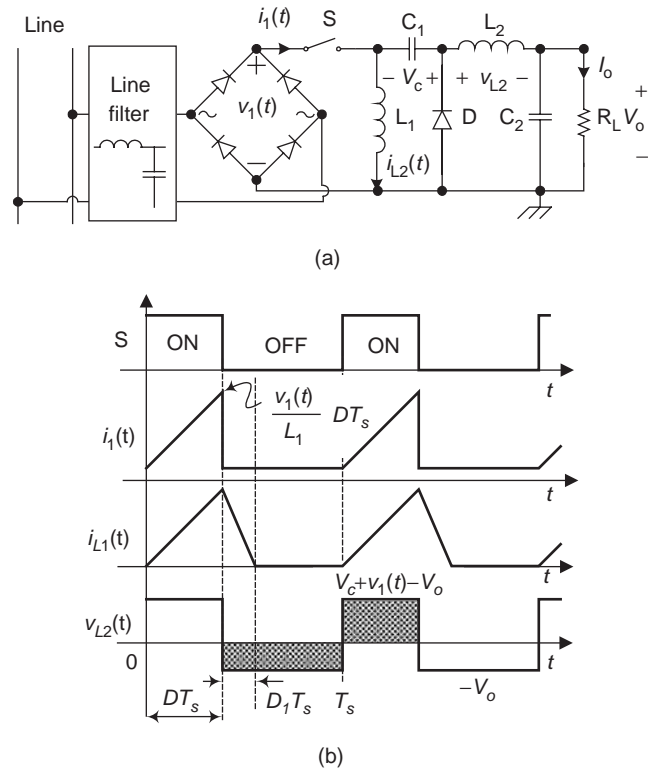 Line
i1(t)
S
C1
L2
Line
filter
+
v1(t)
−
~
~
− Vc +
+ vL2 −
Io
L1
D
C2
RL
Vo
+
−
iL2(t)
(a)
S
ON
OFF
ON
t
i1(t)
v1(t)
L1
DTs
t
iL1(t)
t
Vc+v1(t)−Vo
vL2(t)
0
−Vo
t
DTs
D1Ts
Ts
(b)